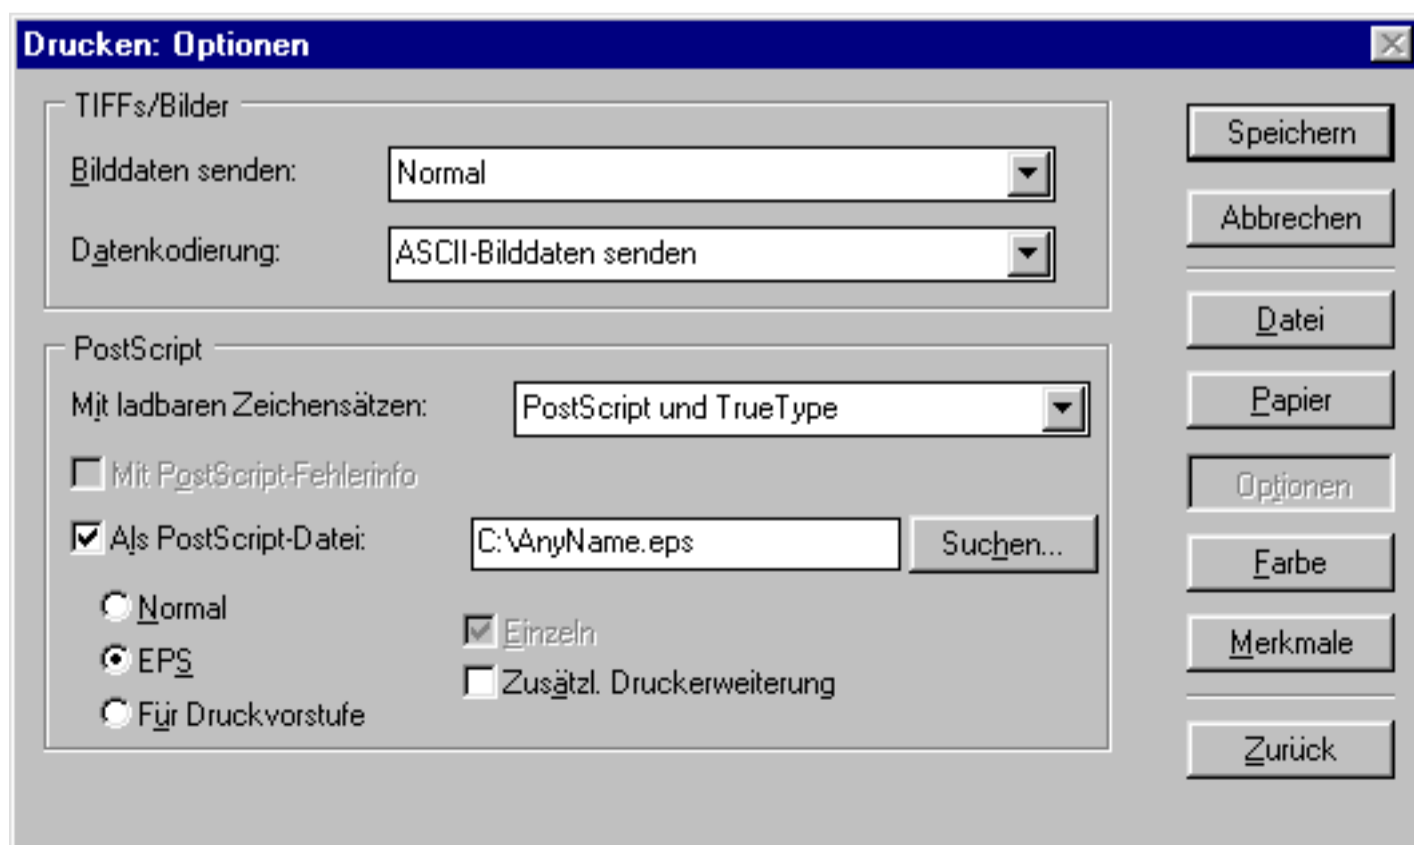 Drucken: Optionen
TIFFs/Bilder
Bilddaten senden: Normal
Datenkodierung: ASCII-Bilddaten senden
PostScript
Mit ladbaren Zeichensätzen: PostScript und TrueType
Mit PostScript-Fehlerinfo
Als PostScript-Datei: C:\AnyName.eps Suchen...
Normal
EPS
Für Druckvorstufe
Einzeln
Zusätzl. Druckerweiterung
Speichern
Abbrechen
Datei
Papier
Optionen
Farbe
Merkmale
Zurück